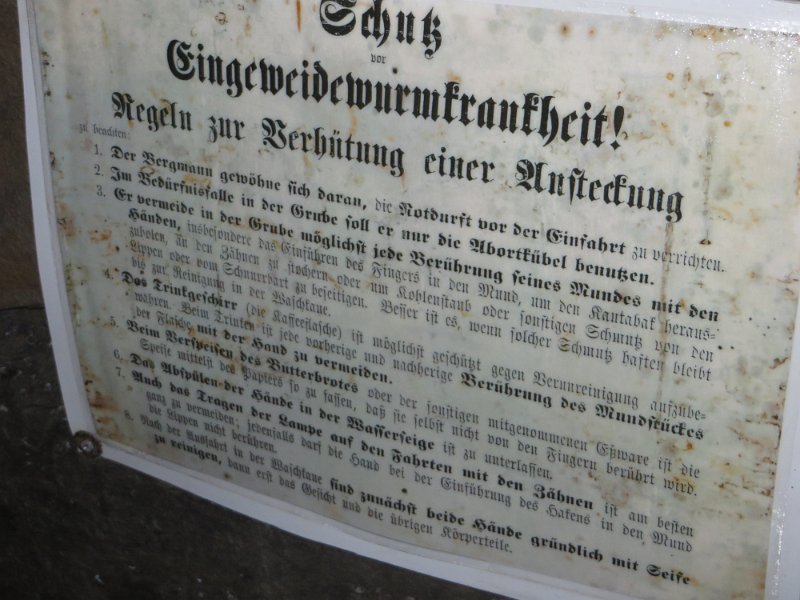 Schutz
vor
Eingeweidewurmkrankheit!
Regeln zur Verhütung einer Ansteckung
zu beachten:
1. Der Bergmann gewöhne sich daran, die Notdurft vor der Einfahrt zu verrichten.
2. Im Bedürfnisfalle in der Grube soll er nur die Abortkübel benutzen.
3. Er vermeide in der Grube möglichst jede Berührung seines Mundes mit den
Händen, insbesondere das Einführen des Fingers in den Mund, um den Kautabak heraus-
zuholen, an den Zähnen zu stochern oder um Kohlenstaub oder sonstigen Schmutz von den
Lippen oder vom Schnurrbart zu beseitigen. Besser ist es, wenn solcher Schmutz haften bleibt
bis zur Reinigung in der Waschkaue.
4. Das Trinkgeschirr (die Kaffeeflasche) ist möglichst geschützt gegen Verunreinigung aufzube-
wahren. Beim Trinken ist jede vorherige und nachherige Berührung des Mundstückes
der Flasche mit der Hand zu vermeiden.
5. Beim Verspeisen des Butterbrotes oder der sonstigen mitgenommenen Eßware ist die
Speise mittelst des Papiers so zu fassen, daß sie selbst nicht von den Fingern berührt wird.
6. Das Abspülen der Hände in der Wasserseige ist zu unterlassen.
7. Auch das Tragen der Lampe auf den Fahrten mit den Zähnen ist am besten
ganz zu vermeiden; jedenfalls darf die Hand bei der Einführung des Hakens in den Mund
die Lippen nicht berühren.
8. Nach der Ausfahrt in der Waschkaue sind zunächst beide Hände gründlich mit Seife
zu reinigen, dann erst das Gesicht und die übrigen Körperteile.